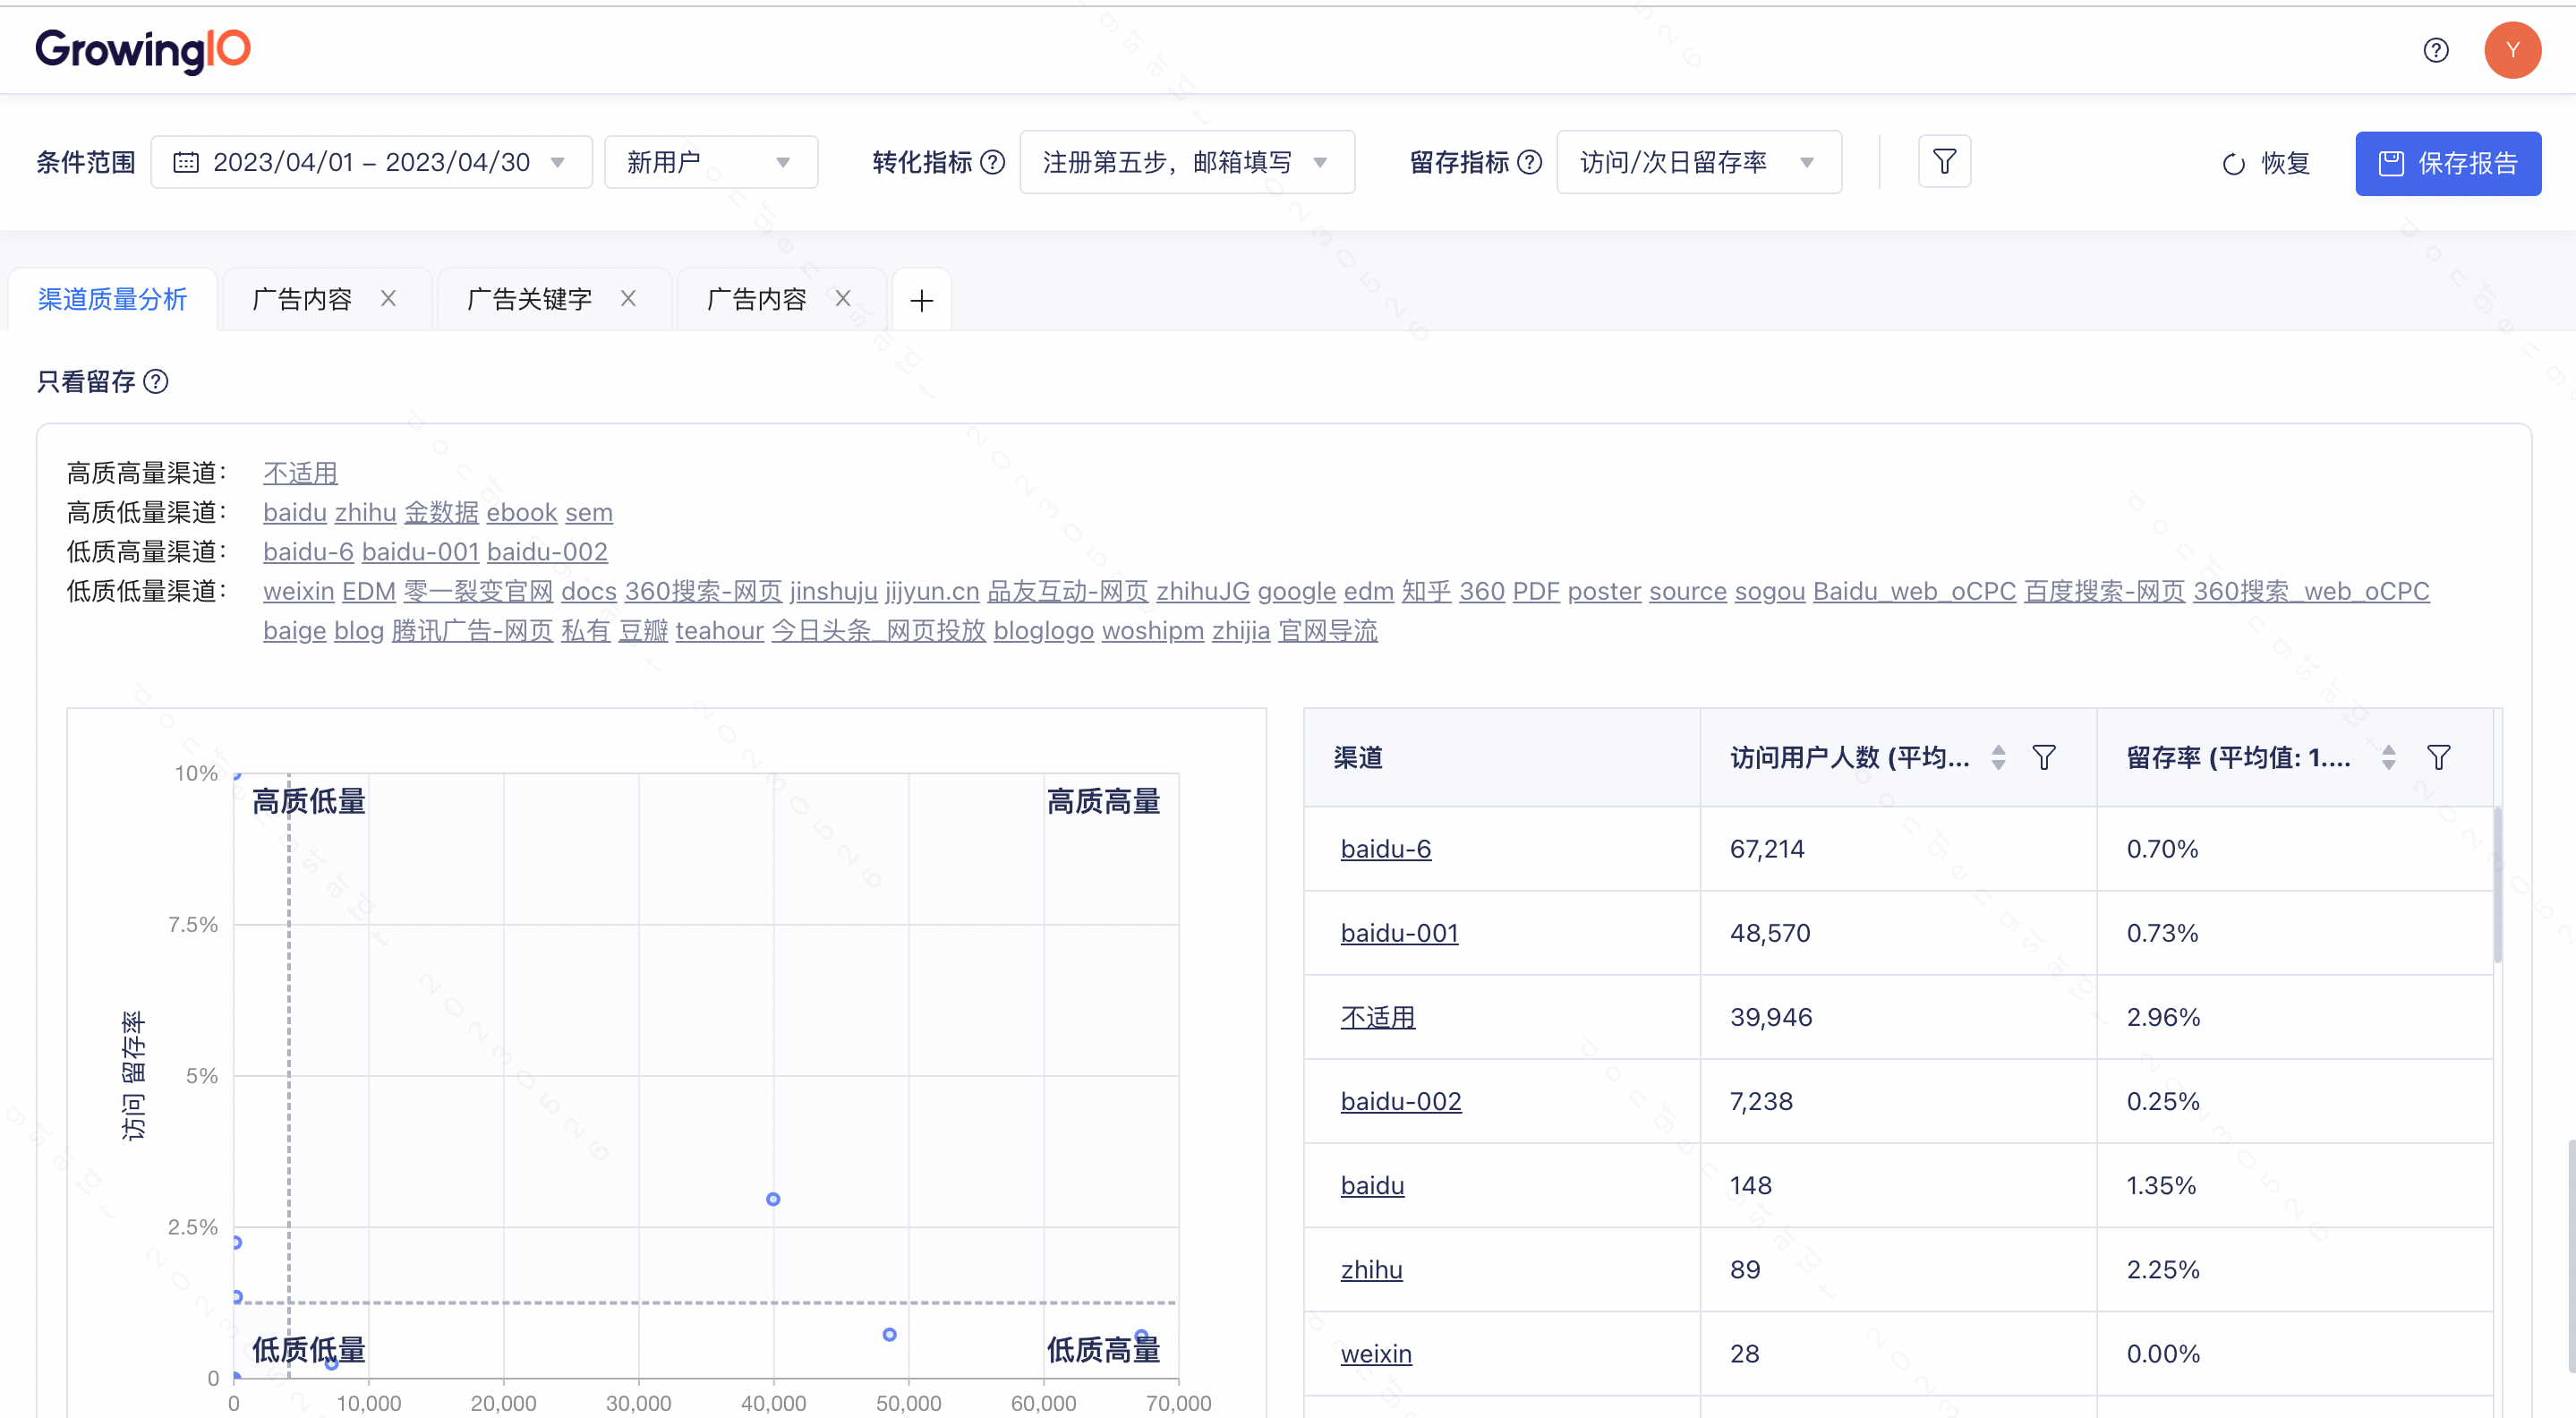 GrowingIO
Y
条件范围 2023/04/01 – 2023/04/30 新用户 转化指标 注册第五步，邮箱填写 留存指标 访问/次日留存率 恢复 保存报告
渠道质量分析 广告内容 广告关键字 广告内容
只看留存
高质高量渠道： 不适用
高质低量渠道： baidu zhihu 金数据 ebook sem
低质高量渠道： baidu-6 baidu-001 baidu-002
低质低量渠道： weixin EDM 零一裂变官网 docs 360搜索-网页 jinshuju jijyun.cn 品友互动-网页 zhihuJG google edm 知乎 360 PDF poster source sogou Baidu_web_oCPC 百度搜索-网页 360搜索_web_oCPC
baige blog 腾讯广告-网页 私有 豆瓣 teahour 今日头条_网页投放 bloglogo woshipm zhijia 官网导流
10%
高质低量 高质高量
7.5%
访问 留存率
5%
2.5%
低质低量 低质高量
0
0 10,000 20,000 30,000 40,000 50,000 60,000 70,000
渠道 访问用户人数 (平均... 留存率 (平均值: 1....
baidu-6 67,214 0.70%
baidu-001 48,570 0.73%
不适用 39,946 2.96%
baidu-002 7,238 0.25%
baidu 148 1.35%
zhihu 89 2.25%
weixin 28 0.00%